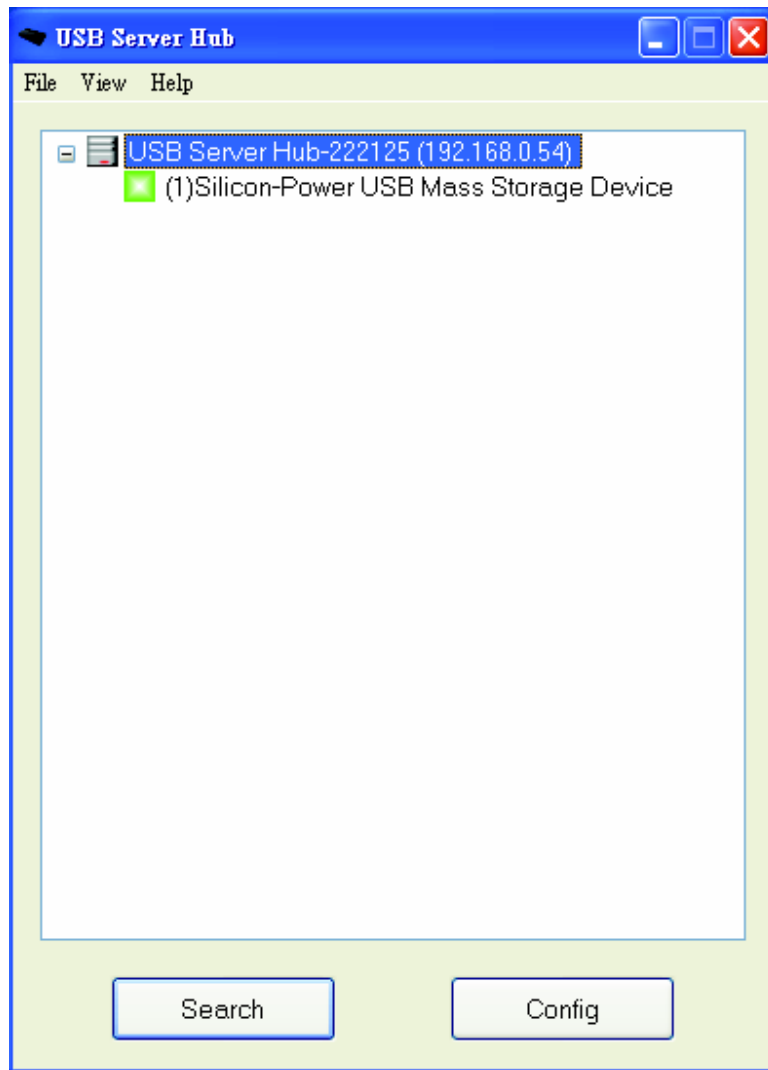 USB Server Hub
File View Help
USB Server Hub-222125 (192.168.0.54)
(1)Silicon-Power USB Mass Storage Device
Search Config